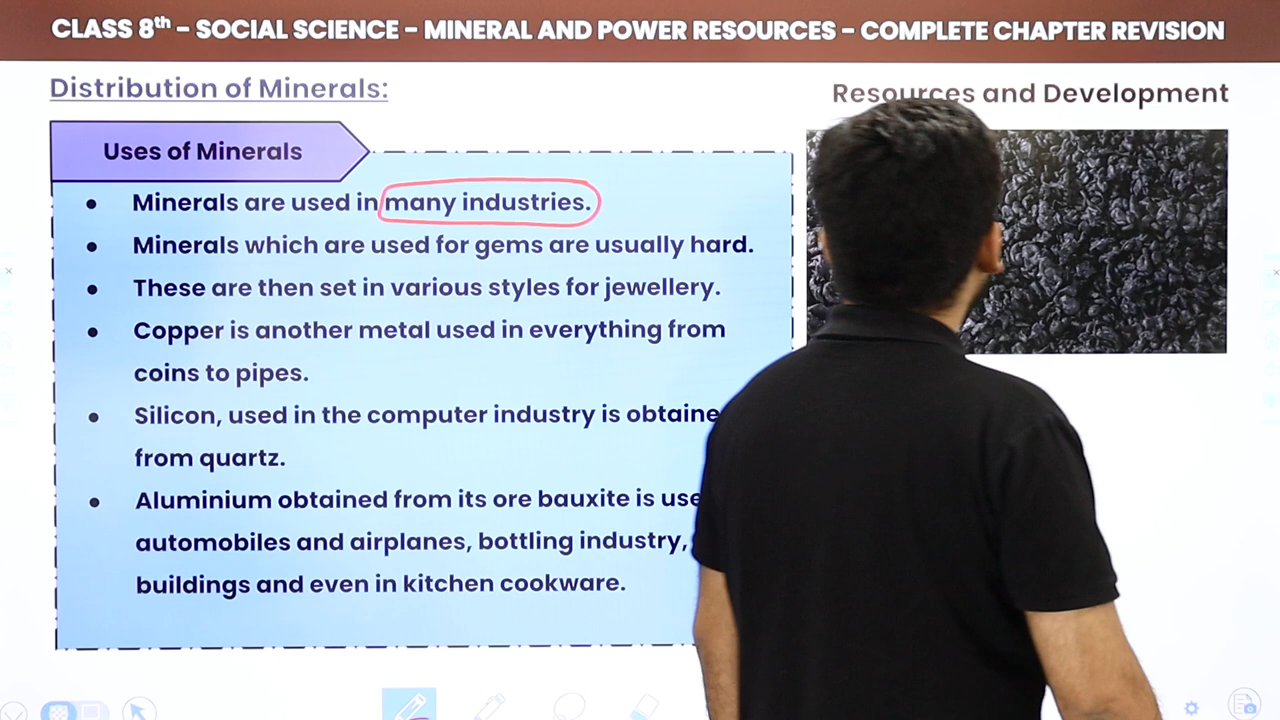 CLASS 8th – SOCIAL SCIENCE – MINERAL AND POWER RESOURCES – COMPLETE CHAPTER REVISION
Distribution of Minerals:
Resources and Development
Uses of Minerals
• Minerals are used in many industries.
• Minerals which are used for gems are usually hard.
• These are then set in various styles for jewellery.
• Copper is another metal used in everything from
coins to pipes.
• Silicon, used in the computer industry is
from quartz.
• Aluminium obtained from its ore bauxite is
automobiles and airplanes, bottling industry,
buildings and even in kitchen cookware.